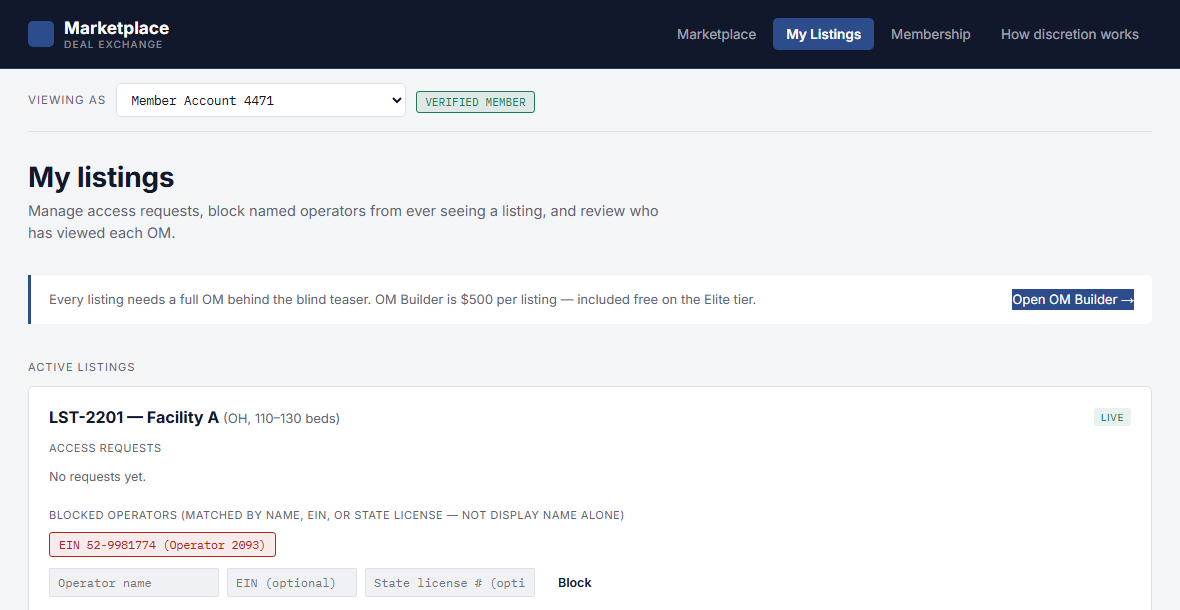 Marketplace
DEAL EXCHANGE
Marketplace
My Listings
Membership
How discretion works
VIEWING AS
Member Account 4471
VERIFIED MEMBER
My listings
Manage access requests, block named operators from ever seeing a listing, and review who
has viewed each OM.
Every listing needs a full OM behind the blind teaser. OM Builder is $500 per listing — included free on the Elite tier.
Open OM Builder →
ACTIVE LISTINGS
LST-2201 — Facility A (OH, 110–130 beds)
LIVE
ACCESS REQUESTS
No requests yet.
BLOCKED OPERATORS (MATCHED BY NAME, EIN, OR STATE LICENSE — NOT DISPLAY NAME ALONE)
EIN 52-9981774 (Operator 2093)
Operator name
EIN (optional)
State license # (opti
Block